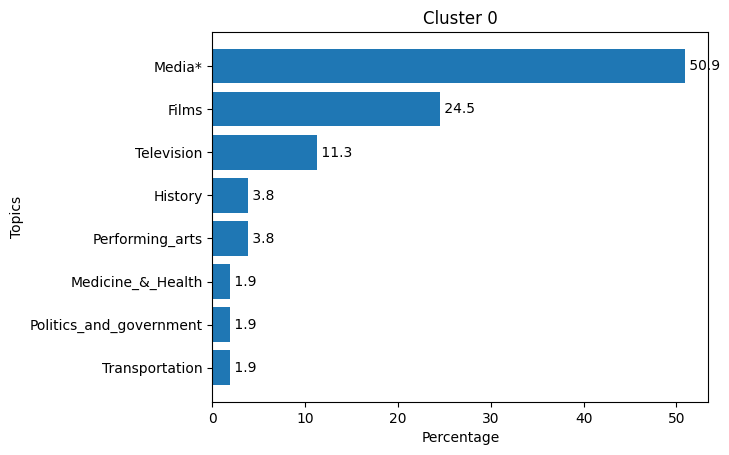 Cluster 0
Topics
Media* 50.9
Films 24.5
Television 11.3
History 3.8
Performing_arts 3.8
Medicine_&_Health 1.9
Politics_and_government 1.9
Transportation 1.9
0 10 20 30 40 50
Percentage